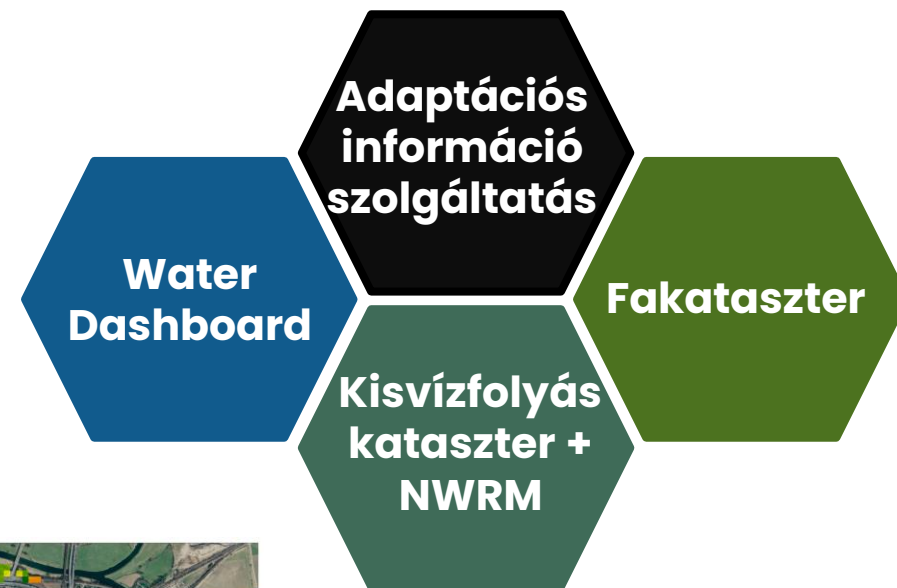 Adaptációs
információ
szolgáltatás
Water
Dashboard
Fakataszter
Kisvízfolyás
kataszter +
NWRM